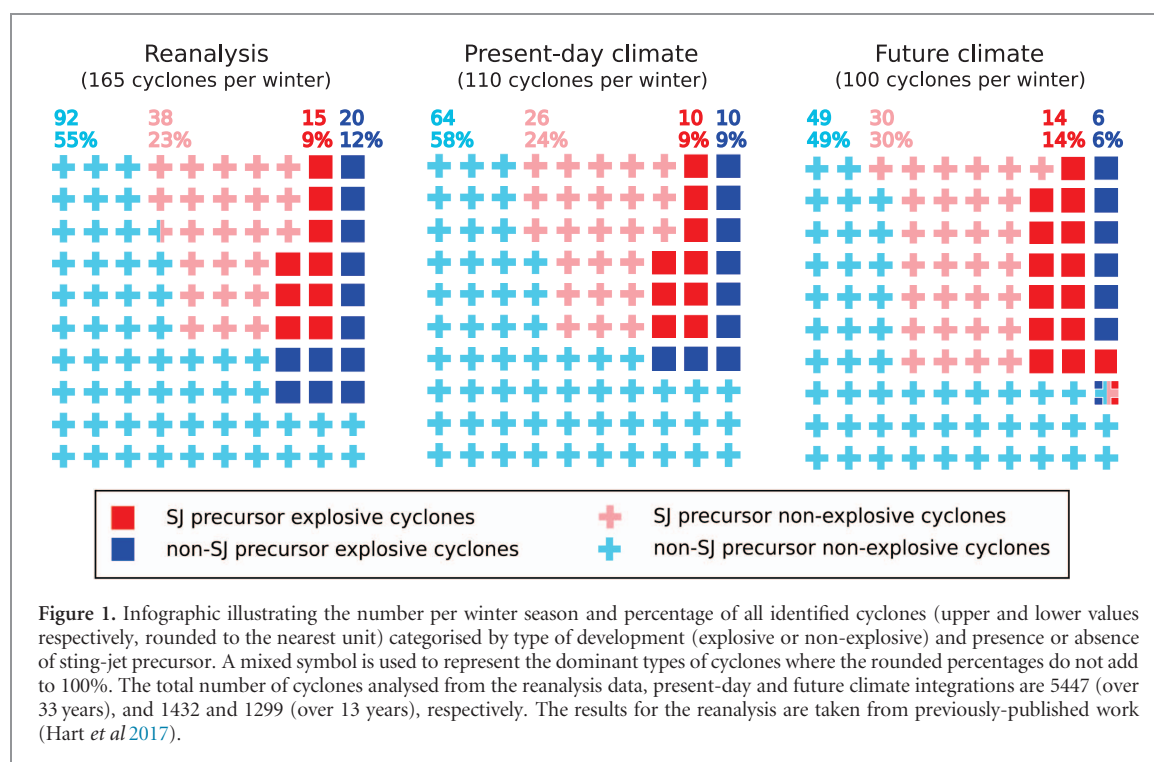 Reanalysis
(165 cyclones per winter)
92 38 15 20
55% 23% 9% 12%
Present-day climate
(110 cyclones per winter)
64 26 10 10
58% 24% 9% 9%
Future climate
(100 cyclones per winter)
49 30 14 6
49% 30% 14% 6%
SJ precursor explosive cyclones
non-SJ precursor explosive cyclones
SJ precursor non-explosive cyclones
non-SJ precursor non-explosive cyclones
Figure 1. Infographic illustrating the number per winter season and percentage of all identified cyclones (upper and lower values
respectively, rounded to the nearest unit) categorised by type of development (explosive or non-explosive) and presence or absence
of sting-jet precursor. A mixed symbol is used to represent the dominant types of cyclones where the rounded percentages do not add
to 100%. The total number of cyclones analysed from the reanalysis data, present-day and future climate integrations are 5447 (over
33 years), and 1432 and 1299 (over 13 years), respectively. The results for the reanalysis are taken from previously-published work
(Hart et al 2017).